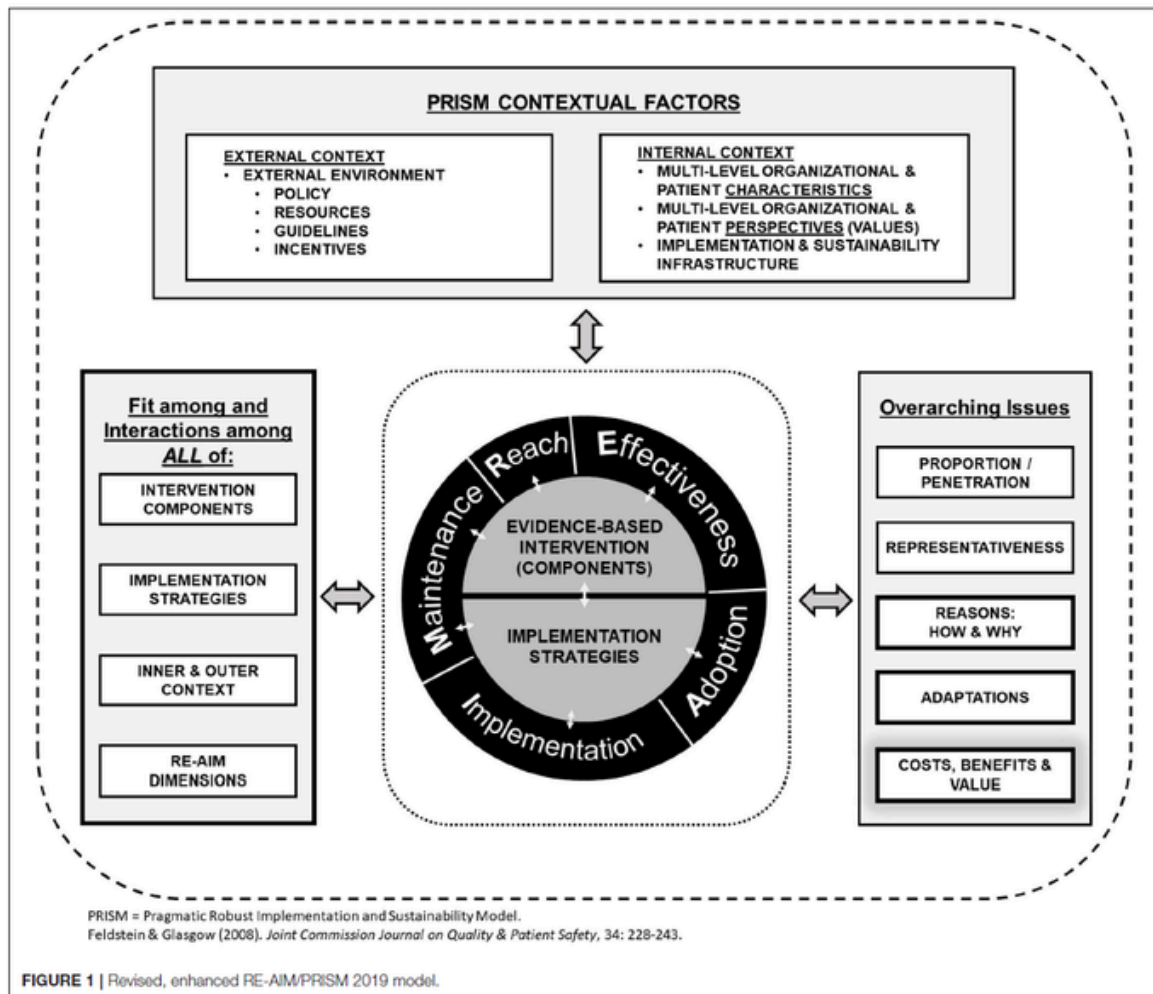 PRISM CONTEXTUAL FACTORS
EXTERNAL CONTEXT
• EXTERNAL ENVIRONMENT
• POLICY
• RESOURCES
• GUIDELINES
• INCENTIVES
INTERNAL CONTEXT
• MULTI-LEVEL ORGANIZATIONAL &
PATIENT CHARACTERISTICS
• MULTI-LEVEL ORGANIZATIONAL &
PATIENT PERSPECTIVES (VALUES)
• IMPLEMENTATION & SUSTAINABILITY
INFRASTRUCTURE
Fit among and
Interactions among
ALL of:
INTERVENTION
COMPONENTS
IMPLEMENTATION
STRATEGIES
INNER & OUTER
CONTEXT
RE-AIM
DIMENSIONS
Reach
Effectiveness
Adoption
Implementation
Maintenance
EVIDENCE-BASED
INTERVENTION
(COMPONENTS)
IMPLEMENTATION
STRATEGIES
Overarching Issues
PROPORTION /
PENETRATION
REPRESENTATIVENESS
REASONS:
HOW & WHY
ADAPTATIONS
COSTS, BENEFITS &
VALUE
PRISM = Pragmatic Robust Implementation and Sustainability Model.
Feldstein & Glasgow (2008). Joint Commission Journal on Quality & Patient Safety, 34: 228-243.
FIGURE 1 | Revised, enhanced RE-AIM/PRISM 2019 model.